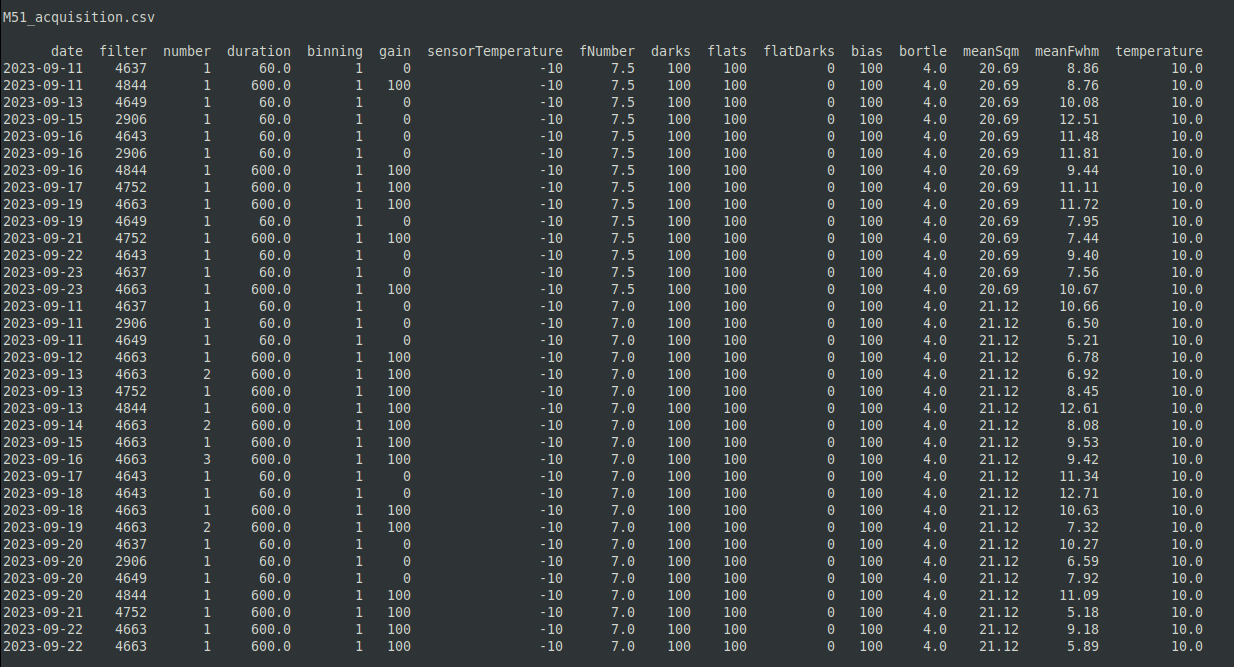 M51_acquisition.csv
date filter number duration binning gain sensorTemperature fNumber darks flats flatDarks bias bortle meanSqm meanFwhm temperature
2023-09-11 4637 1 60.0 1 0 -10 7.5 100 100 0 100 4.0 20.69 8.86 10.0
2023-09-11 4844 1 600.0 1 100 -10 7.5 100 100 0 100 4.0 20.69 8.76 10.0
2023-09-13 4649 1 60.0 1 0 -10 7.5 100 100 0 100 4.0 20.69 10.08 10.0
2023-09-15 2906 1 60.0 1 0 -10 7.5 100 100 0 100 4.0 20.69 12.51 10.0
2023-09-16 4643 1 60.0 1 0 -10 7.5 100 100 0 100 4.0 20.69 11.48 10.0
2023-09-16 2906 1 60.0 1 0 -10 7.5 100 100 0 100 4.0 20.69 11.81 10.0
2023-09-16 4844 1 600.0 1 100 -10 7.5 100 100 0 100 4.0 20.69 9.44 10.0
2023-09-17 4752 1 600.0 1 100 -10 7.5 100 100 0 100 4.0 20.69 11.11 10.0
2023-09-19 4663 1 600.0 1 100 -10 7.5 100 100 0 100 4.0 20.69 11.72 10.0
2023-09-19 4649 1 60.0 1 0 -10 7.5 100 100 0 100 4.0 20.69 7.95 10.0
2023-09-21 4752 1 600.0 1 100 -10 7.5 100 100 0 100 4.0 20.69 7.44 10.0
2023-09-22 4643 1 60.0 1 0 -10 7.5 100 100 0 100 4.0 20.69 9.40 10.0
2023-09-23 4637 1 60.0 1 0 -10 7.5 100 100 0 100 4.0 20.69 7.56 10.0
2023-09-23 4663 1 600.0 1 100 -10 7.5 100 100 0 100 4.0 20.69 10.67 10.0
2023-09-11 4637 1 60.0 1 0 -10 7.0 100 100 0 100 4.0 21.12 10.66 10.0
2023-09-11 2906 1 60.0 1 0 -10 7.0 100 100 0 100 4.0 21.12 6.50 10.0
2023-09-11 4649 1 60.0 1 0 -10 7.0 100 100 0 100 4.0 21.12 5.21 10.0
2023-09-12 4663 1 600.0 1 100 -10 7.0 100 100 0 100 4.0 21.12 6.78 10.0
2023-09-13 4663 2 600.0 1 100 -10 7.0 100 100 0 100 4.0 21.12 6.92 10.0
2023-09-13 4752 1 600.0 1 100 -10 7.0 100 100 0 100 4.0 21.12 8.45 10.0
2023-09-13 4844 1 600.0 1 100 -10 7.0 100 100 0 100 4.0 21.12 12.61 10.0
2023-09-14 4663 2 600.0 1 100 -10 7.0 100 100 0 100 4.0 21.12 8.08 10.0
2023-09-15 4663 1 600.0 1 100 -10 7.0 100 100 0 100 4.0 21.12 9.53 10.0
2023-09-16 4663 3 600.0 1 100 -10 7.0 100 100 0 100 4.0 21.12 9.42 10.0
2023-09-17 4643 1 60.0 1 0 -10 7.0 100 100 0 100 4.0 21.12 11.34 10.0
2023-09-18 4643 1 60.0 1 0 -10 7.0 100 100 0 100 4.0 21.12 12.71 10.0
2023-09-18 4663 1 600.0 1 100 -10 7.0 100 100 0 100 4.0 21.12 10.63 10.0
2023-09-19 4663 2 600.0 1 100 -10 7.0 100 100 0 100 4.0 21.12 7.32 10.0
2023-09-20 4637 1 60.0 1 0 -10 7.0 100 100 0 100 4.0 21.12 10.27 10.0
2023-09-20 2906 1 60.0 1 0 -10 7.0 100 100 0 100 4.0 21.12 6.59 10.0
2023-09-20 4649 1 60.0 1 0 -10 7.0 100 100 0 100 4.0 21.12 7.92 10.0
2023-09-20 4844 1 600.0 1 100 -10 7.0 100 100 0 100 4.0 21.12 11.09 10.0
2023-09-21 4752 1 600.0 1 100 -10 7.0 100 100 0 100 4.0 21.12 5.18 10.0
2023-09-22 4663 1 600.0 1 100 -10 7.0 100 100 0 100 4.0 21.12 9.18 10.0
2023-09-22 4663 1 600.0 1 100 -10 7.0 100 100 0 100 4.0 21.12 5.89 10.0